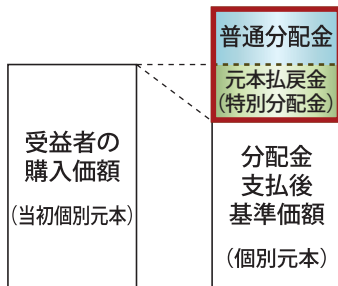 普通分配金
元本払戻金
(特別分配金)
受益者の
購入価額
(当初個別元本)
分配金
支払後
基準価額
(個別元本)